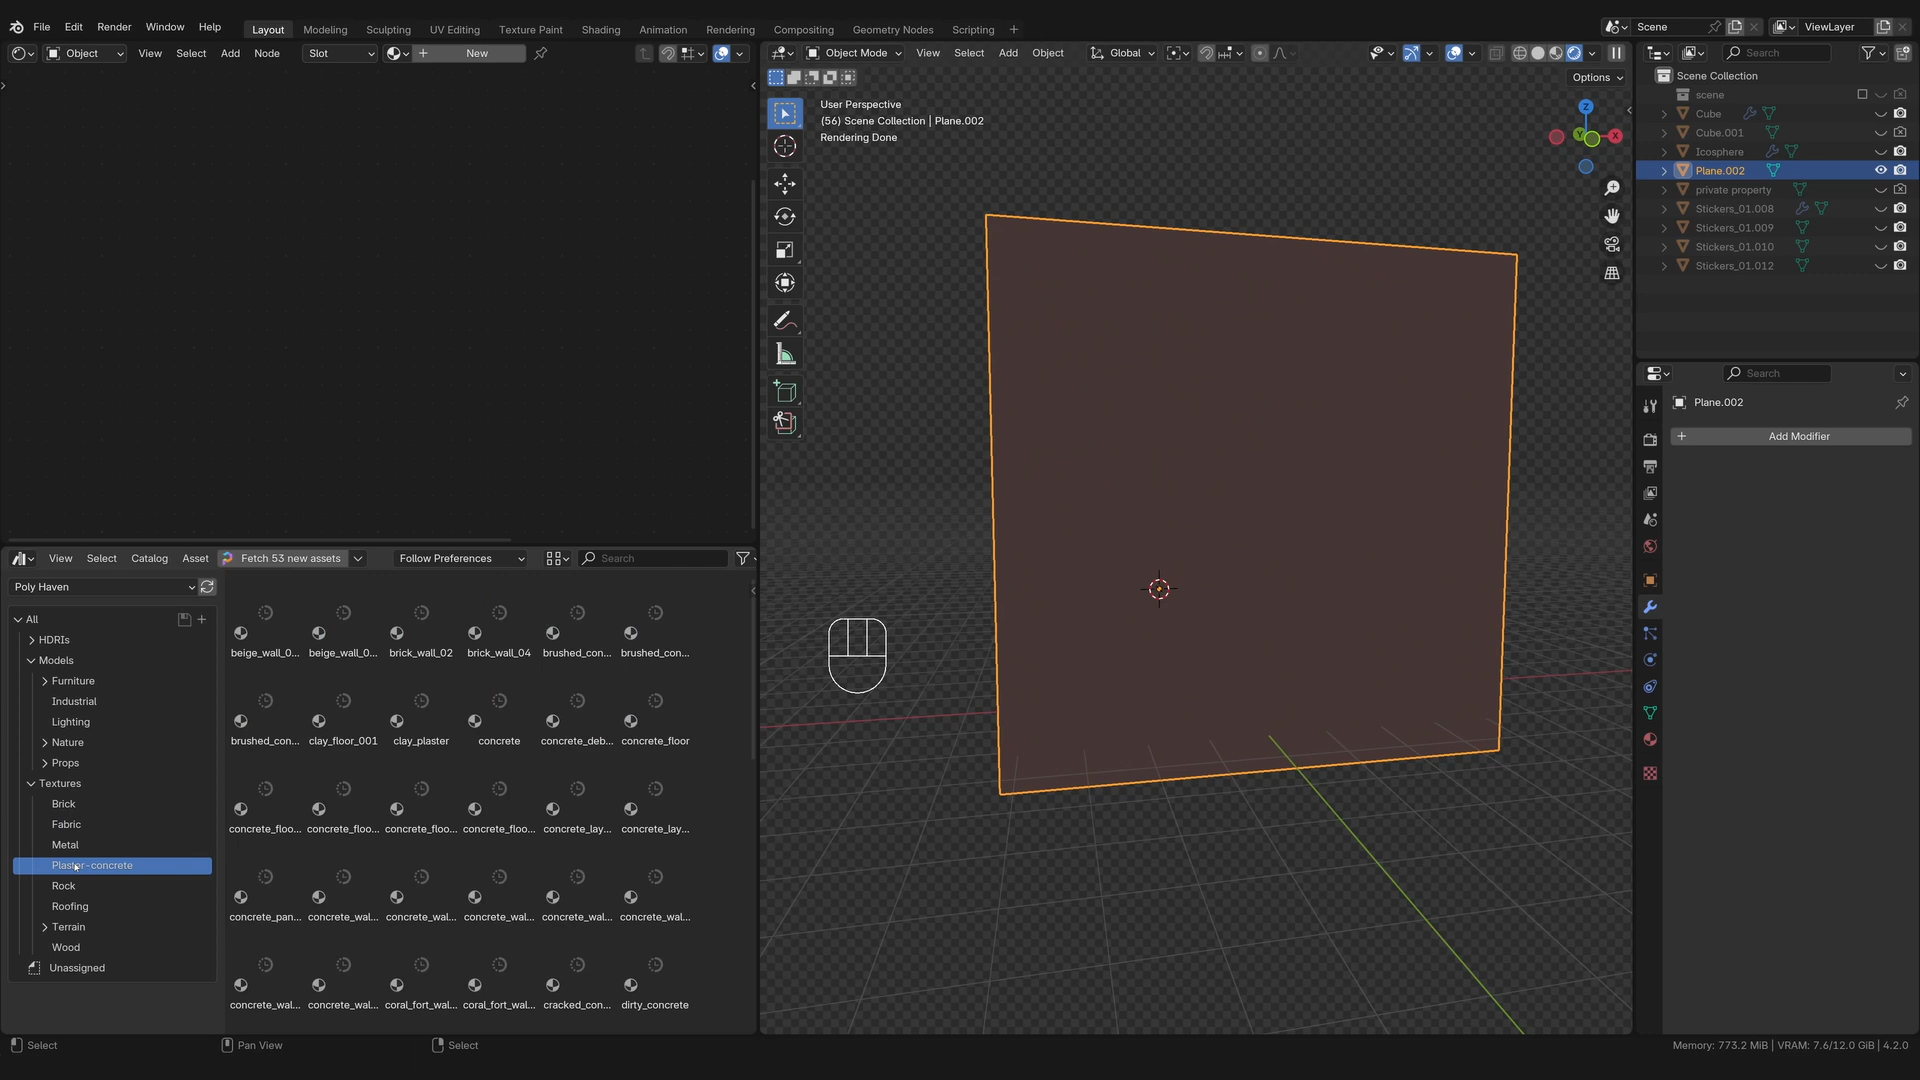 File Edit Render Window Help Layout Modeling Sculpting UV Editing Texture Paint Shading Animation Rendering Compositing Geometry Nodes Scripting + Scene ViewLayer
Object View Select Add Node Slot New
Object Mode View Select Add Object Global
Search
Options
User Perspective
(56) Scene Collection | Plane.002
Rendering Done
Z
Y
X
Scene Collection
scene
Cube
Cube.001
Icosphere
Plane.002
private property
Stickers_01.008
Stickers_01.009
Stickers_01.010
Stickers_01.012
Search
Plane.002
Add Modifier
View Select Catalog Asset Fetch 53 new assets Follow Preferences Search
Poly Haven
All
HDRIs
Models
Furniture
Industrial
Lighting
Nature
Props
Textures
Brick
Fabric
Metal
Plaster-concrete
Rock
Roofing
Terrain
Wood
Unassigned
beige_wall_0... beige_wall_0... brick_wall_02 brick_wall_04 brushed_con... brushed_con...
brushed_con... clay_floor_001 clay_plaster concrete concrete_deb... concrete_floor
concrete_floo... concrete_floo... concrete_floo... concrete_floo... concrete_lay... concrete_lay...
concrete_pan... concrete_wal... concrete_wal... concrete_wal... concrete_wal... concrete_wal...
concrete_wal... concrete_wal... coral_fort_wal... coral_fort_wal... cracked_con... dirty_concrete
Select Pan View Select Memory: 773.2 MiB | VRAM: 7.6/12.0 GiB | 4.2.0